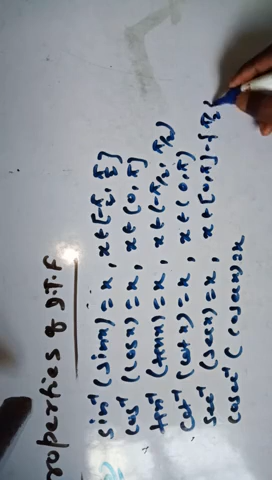 roperties of I.T.F
sin⁻¹ (sinx) = x, x∈[-π/2, π/2]
cos⁻¹ (cosx) = x, x∈(0, π]
tan⁻¹ (tanx) = x, x∈(-π/2, π/2)
cot⁻¹ (cotx) = x, x∈(0, π)
sec⁻¹ (secx) = x, x∈[0, π]-{π/2
cosec⁻¹ (cosecx) = x